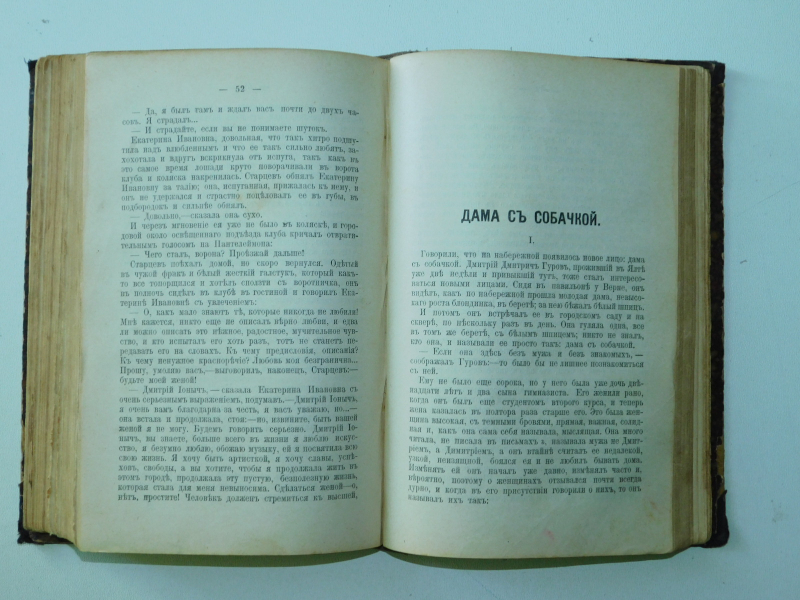 — 52 —
— Да, я былъ тамъ и ждалъ васъ почти до двухъ ча-
совъ. Я страдалъ...
— И страдайте, если вы не понимаете шутокъ.
Екатерина Ивановна, довольная, что такъ хитро подшу-
тила надъ влюбленнымъ и что ее такъ сильно любятъ, за-
хохотала и вдругъ вскрикнула отъ испуга, такъ какъ въ
это самое время лошади круто поворачивали въ ворота
клуба и коляска накренилась. Старцевъ обнялъ Екатерину
Ивановну за талію; она, испуганная, прижалась къ нему, и
онъ не удержался и страстно поцѣловалъ ее въ губы, въ
подбородокъ и сильнѣе обнялъ.
— Довольно,—сказала она сухо.
И черезъ мгновеніе ея уже не было въ коляскѣ, и горо-
довой около освѣщеннаго подъѣзда клуба кричалъ отврати-
тельнымъ голосомъ на Пантелеймона:
— Чего сталъ, ворона? Проѣзжай дальше!
Старцевъ поѣхалъ домой, но скоро вернулся. Одѣтый
въ чужой фракъ и бѣлый жесткій галстукъ, который какъ-
то все топорщился и хотѣлъ сползти съ воротничка, онъ
въ полночь сидѣлъ въ клубѣ въ гостиной и говорилъ Ека-
теринѣ Ивановнѣ съ увлеченіемъ:
— О, какъ мало знаютъ тѣ, которые никогда не любили!
Мнѣ кажется, никто еще не описалъ вѣрно любви, и едва
ли можно описать это нѣжное, радостное, мучительное чувс-
тво, и кто испыталъ его хоть разъ, тотъ не станетъ пе-
редавать его на словахъ. Къ чему предисловія, описанія?
Къ чему ненужное краснорѣчіе? Любовь моя безгранична...
Прошу, умоляю васъ,—выговорилъ, наконецъ, Старцевъ:—
будьте моей женой!
— Дмитрій Іонычъ, — сказала Екатерина Ивановна съ
очень серьезнымъ выраженіемъ, подумавъ.—Дмитрій Іонычъ,
я очень вамъ благодарна за честь, я васъ уважаю, но...—
она встала и продолжала, стоя:—но, извините, быть вашей
женой я не могу. Будемъ говорить серьезно. Дмитрій Іо-
нычъ, вы знаете, больше всего въ жизни я люблю искус-
ство, я безумно люблю, обожаю музыку, ей я посвятила всю
свою жизнь. Я хочу быть артисткой, я хочу славы, успѣ-
ховъ, свободы, а вы хотите, чтобы я продолжала жить въ
этомъ городѣ, продолжала эту пустую, безполезную жизнь,
которая стала для меня невыносима. Сдѣлаться женой—о,
нѣтъ, простите! Человѣкъ долженъ стремиться къ высшей,
ДАМА СЪ СОБАЧКОЙ.
I.
Говорили, что на набережной появилось новое лицо: дама
съ собачкой. Дмитрій Дмитричъ Гуровъ, прожившій въ Ялтѣ
уже двѣ недѣли и привыкшій тутъ, тоже сталъ интересо-
ваться новыми лицами. Сидя въ павильонѣ у Верне, онъ
видѣлъ, какъ по набережной прошла молодая дама, невысо-
каго роста блондинка, въ беретѣ; за нею бѣжалъ бѣлый шпицъ.
И потомъ онъ встрѣчалъ ее въ городскомъ саду и на
скверѣ, по нѣскольку разъ въ день. Она гуляла одна, все
въ томъ же беретѣ, съ бѣлымъ шпицемъ; никто не зналъ,
кто она, и называли ее просто такъ: дама съ собачкой.
— Если она здѣсь безъ мужа и безъ знакомыхъ,—
соображалъ Гуровъ:—то было бы не лишнее познакомиться
съ ней.
Ему не было еще сорока, но у него была уже дочь двѣ-
надцати лѣтъ и два сына гимназиста. Его женили рано,
когда онъ былъ еще студентомъ второго курса, и теперь
жена казалась въ полтора раза старше его. Это была жен-
щина высокая, съ темными бровями, прямая, важная, солид-
ная и, какъ она сама себя называла, мыслящая. Она много
читала, не писала въ письмахъ ъ, называла мужа не Дмит-
ріемъ, а Димитріемъ, а онъ втайнѣ считалъ ее недалекой,
узкой, неизящной, боялся ея и не любилъ бывать дома.
Измѣнять ей онъ началъ уже давно; измѣнялъ часто и,
вѣроятно, поэтому о женщинахъ отзывался почти всегда
дурно, и когда въ его присутствіи говорили о нихъ, то онъ
называлъ ихъ такъ: